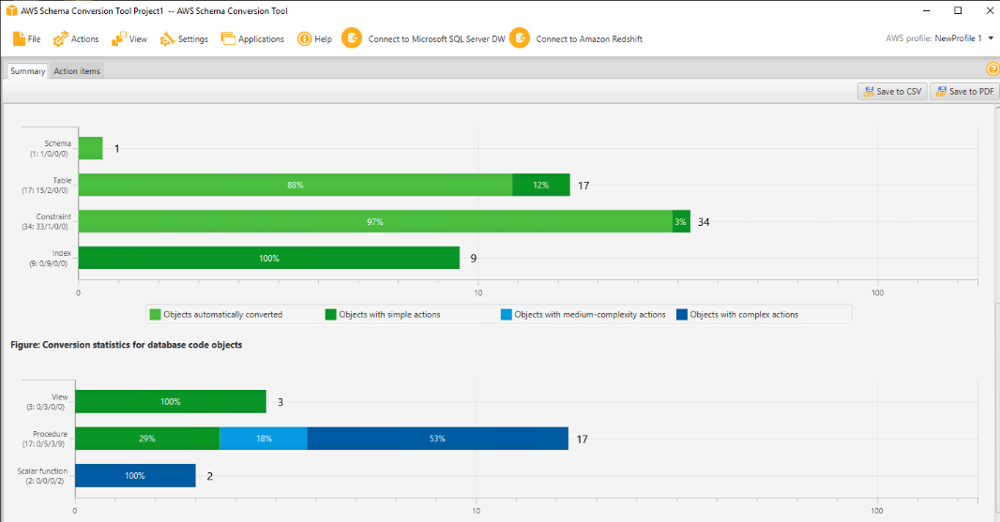 AWS Schema Conversion Tool Project1 -- AWS Schema Conversion Tool
File Actions View Settings Applications Help Connect to Microsoft SQL Server DW Connect to Amazon Redshift AWS profile: NewProfile 1
Summary Action items
Save to CSV Save to PDF
Schema
(1: 1/0/0/0)
1
Table
(17: 15/2/0/0)
88% 12% 17
Constraint
(34: 33/1/0/0)
97% 3% 34
Index
(9: 0/9/0/0)
100% 9
0 10 100
Objects automatically converted Objects with simple actions Objects with medium-complexity actions Objects with complex actions
Figure: Conversion statistics for database code objects
View
(3: 0/3/0/0)
100% 3
Procedure
(17: 0/5/3/9)
29% 18% 53% 17
Scalar function
(2: 0/0/0/2)
100% 2
0 10 100